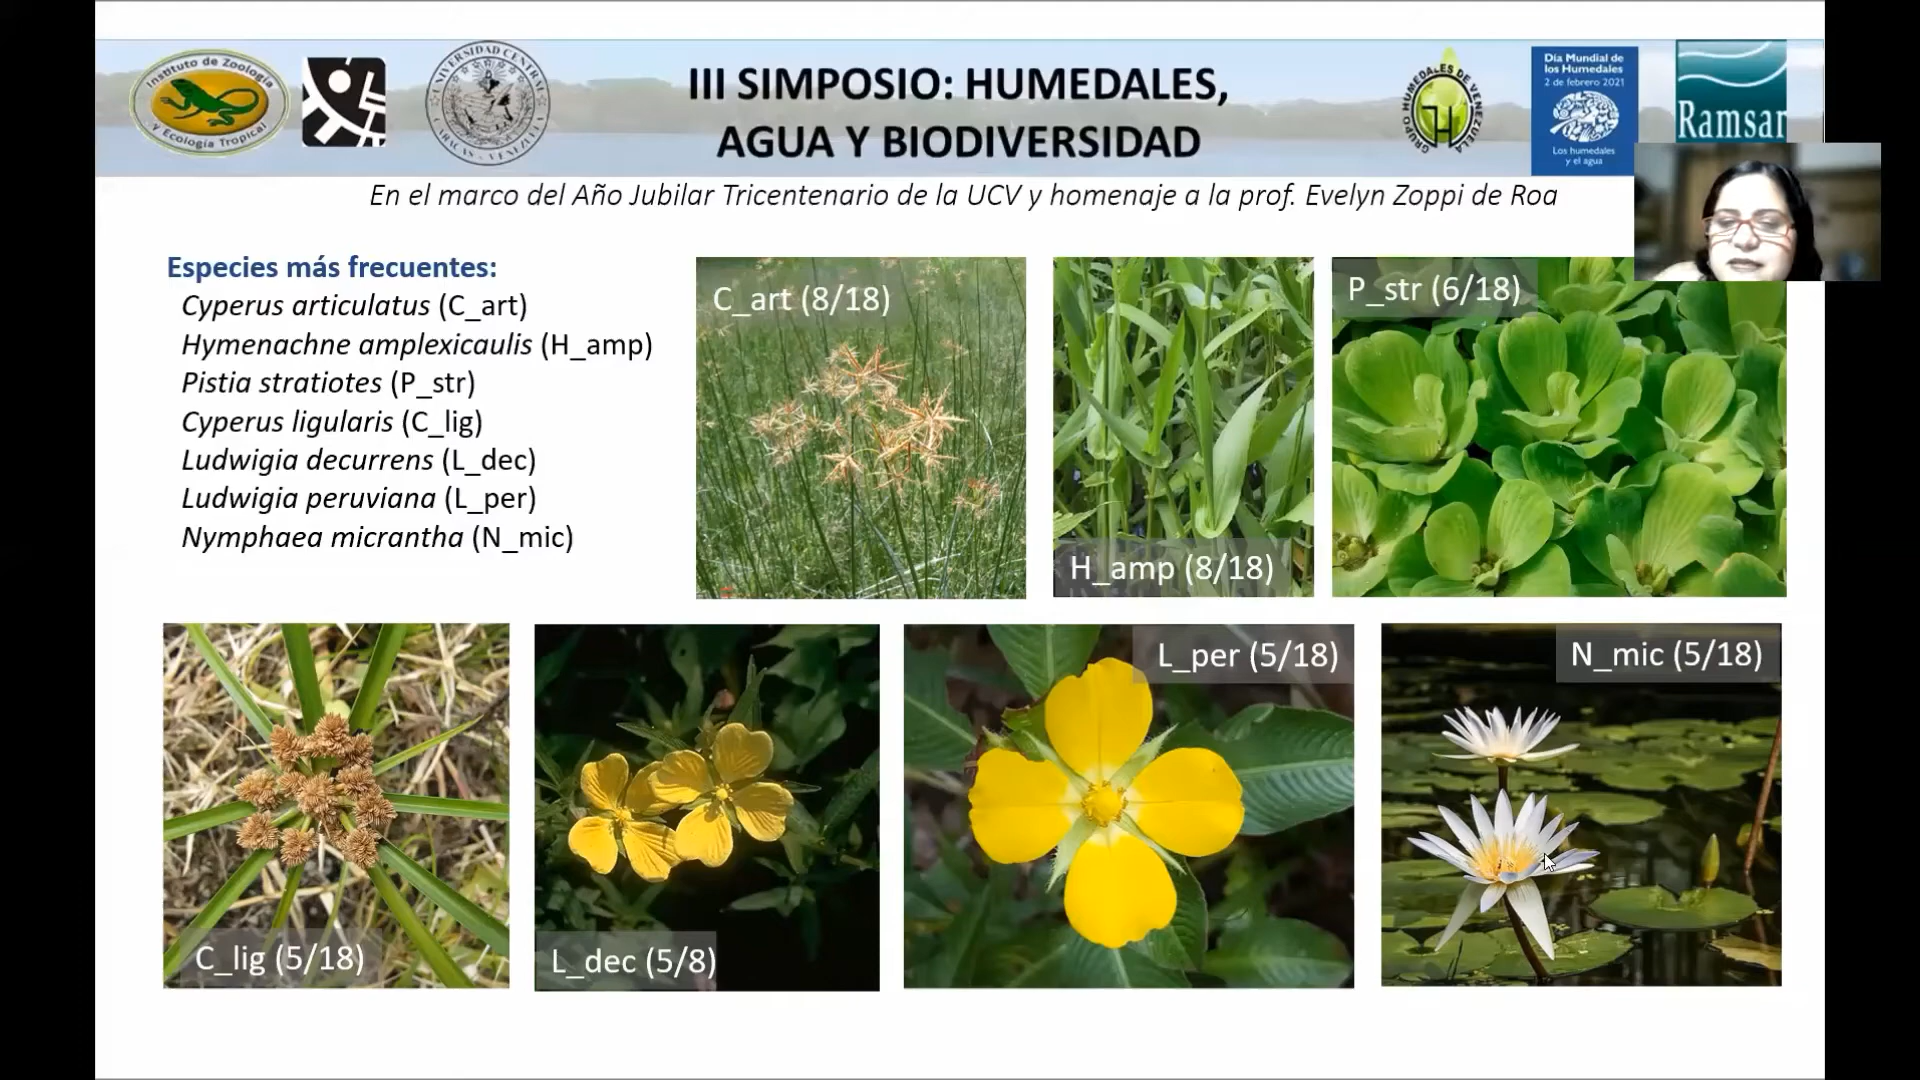 Instituto de Zoología
y Ecología Tropical
UNIVERSIDAD CENTRAL
CARACAS - VENEZUELA
III SIMPOSIO: HUMEDALES,
AGUA Y BIODIVERSIDAD
GRUPO HUMEDALES DE VENEZUELA
Día Mundial de
los Humedales
2 de febrero 2021
Los humedales
y el agua
Ramsar
En el marco del Año Jubilar Tricentenario de la UCV y homenaje a la prof. Evelyn Zoppi de Roa
Especies más frecuentes:
Cyperus articulatus (C_art)
Hymenachne amplexicaulis (H_amp)
Pistia stratiotes (P_str)
Cyperus ligularis (C_lig)
Ludwigia decurrens (L_dec)
Ludwigia peruviana (L_per)
Nymphaea micrantha (N_mic)
C_art (8/18)
H_amp (8/18)
P_str (6/18)
C_lig (5/18)
L_dec (5/8)
L_per (5/18)
N_mic (5/18)